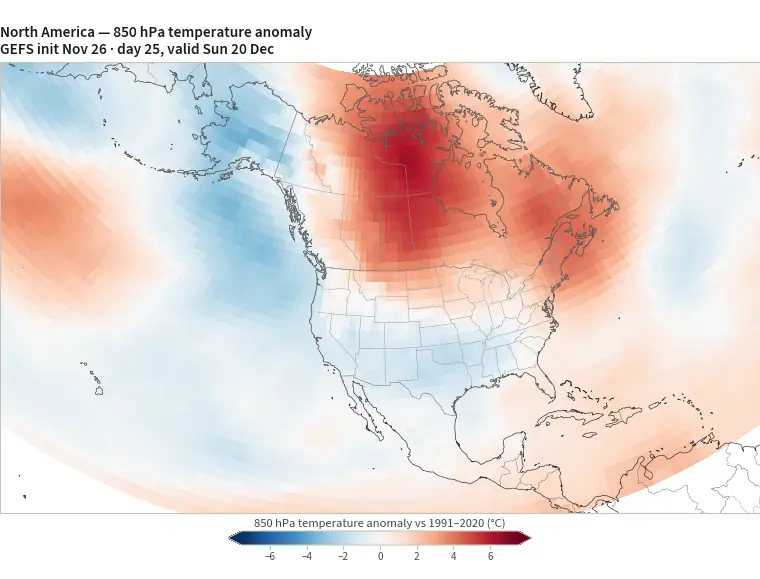 North America — 850 hPa temperature anomaly
GEFS init Nov 26 · day 25, valid Sun 20 Dec
850 hPa temperature anomaly vs 1991–2020 (°C)
−6 −4 −2 0 2 4 6